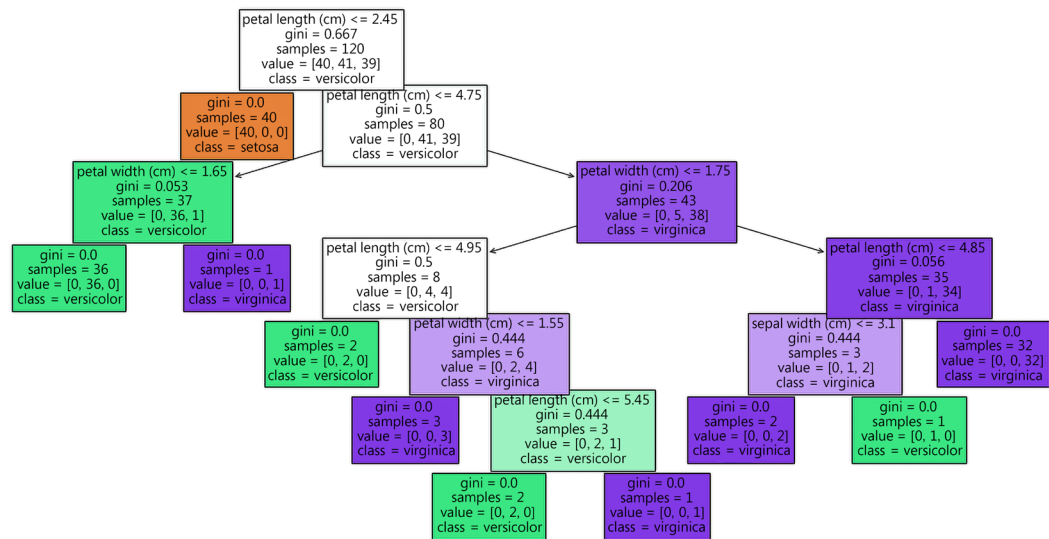 petal length (cm) <= 2.45
gini = 0.667
samples = 120
value = [40, 41, 39]
class = versicolor
gini = 0.0
samples = 40
value = [40, 0, 0]
class = setosa
petal length (cm) <= 4.75
gini = 0.5
samples = 80
value = [0, 41, 39]
class = versicolor
petal width (cm) <= 1.65
gini = 0.053
samples = 37
value = [0, 36, 1]
class = versicolor
petal width (cm) <= 1.75
gini = 0.206
samples = 43
value = [0, 5, 38]
class = virginica
gini = 0.0
samples = 36
value = [0, 36, 0]
class = versicolor
gini = 0.0
samples = 1
value = [0, 0, 1]
class = virginica
petal length (cm) <= 4.95
gini = 0.5
samples = 8
value = [0, 4, 4]
class = versicolor
petal length (cm) <= 4.85
gini = 0.056
samples = 35
value = [0, 1, 34]
class = virginica
gini = 0.0
samples = 2
value = [0, 2, 0]
class = versicolor
petal width (cm) <= 1.55
gini = 0.444
samples = 6
value = [0, 2, 4]
class = virginica
sepal width (cm) <= 3.1
gini = 0.444
samples = 3
value = [0, 1, 2]
class = virginica
gini = 0.0
samples = 32
value = [0, 0, 32]
class = virginica
gini = 0.0
samples = 3
value = [0, 0, 3]
class = virginica
petal length (cm) <= 5.45
gini = 0.444
samples = 3
value = [0, 2, 1]
class = versicolor
gini = 0.0
samples = 2
value = [0, 0, 2]
class = virginica
gini = 0.0
samples = 1
value = [0, 1, 0]
class = versicolor
gini = 0.0
samples = 2
value = [0, 2, 0]
class = versicolor
gini = 0.0
samples = 1
value = [0, 0, 1]
class = virginica